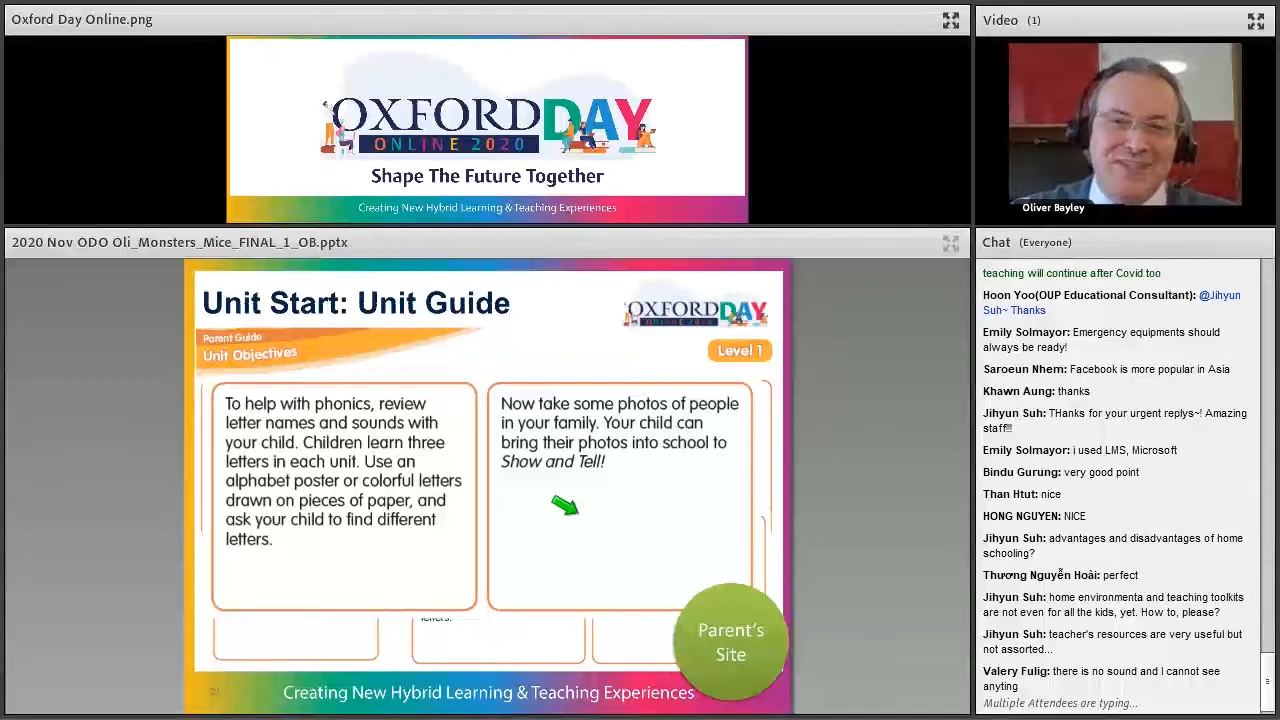 Oxford Day Online.png
OXFORD DAY
ONLINE 2020
Shape The Future Together
Creating New Hybrid Learning & Teaching Experiences
Video (1)
Oliver Bayley
2020 Nov ODO Oli_Monsters_Mice_FINAL_1_OB.pptx
Unit Start: Unit Guide
OXFORD DAY
ONLINE 2020
Parent Guide
Unit Objectives
Level 1
To help with phonics, review
letter names and sounds with
your child. Children learn three
letters in each unit. Use an
alphabet poster or colorful letters
drawn on pieces of paper, and
ask your child to find different
letters.
Now take some photos of people
in your family. Your child can
bring their photos into school to
Show and Tell!
letters.
Parent's
Site
22
Creating New Hybrid Learning & Teaching Experiences
Chat (Everyone)
teaching will continue after Covid too
Hoon Yoo(OUP Educational Consultant): @Jihyun
Suh~ Thanks
Emily Solmayor: Emergency equipments should
always be ready!
Saroeun Nhem: Facebook is more popular in Asia
Khawn Aung: thanks
Jihyun Suh: THanks for your urgent replys~! Amazing
staff!!!
Emily Solmayor: i used LMS, Microsoft
Bindu Gurung: very good point
Than Htut: nice
HONG NGUYEN: NICE
Jihyun Suh: advantages and disadvantages of home
schooling?
Thương Nguyễn Hoài: perfect
Jihyun Suh: home environmenta and teaching toolkits
are not even for all the kids, yet. How to, please?
Jihyun Suh: teacher's resources are very useful but
not assorted...
Valery Fulig: there is no sound and I cannot see
anyting
Multiple Attendees are typing...